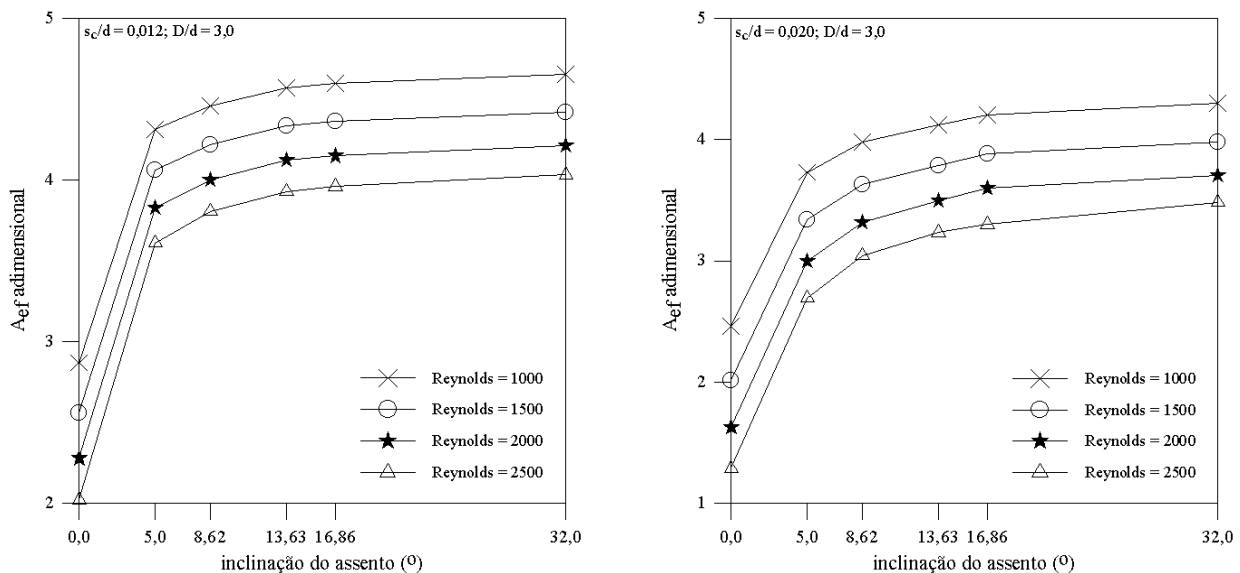 5
s_c/d = 0,012; D/d = 3,0
4
3
2
A_ef adimensional
Reynolds = 1000
Reynolds = 1500
Reynolds = 2000
Reynolds = 2500
0,0 5,0 8,62 13,63 16,86 32,0
inclinação do assento (º)
5
s_c/d = 0,020; D/d = 3,0
4
3
2
1
A_ef adimensional
Reynolds = 1000
Reynolds = 1500
Reynolds = 2000
Reynolds = 2500
0,0 5,0 8,62 13,63 16,86 32,0
inclinação do assento (º)